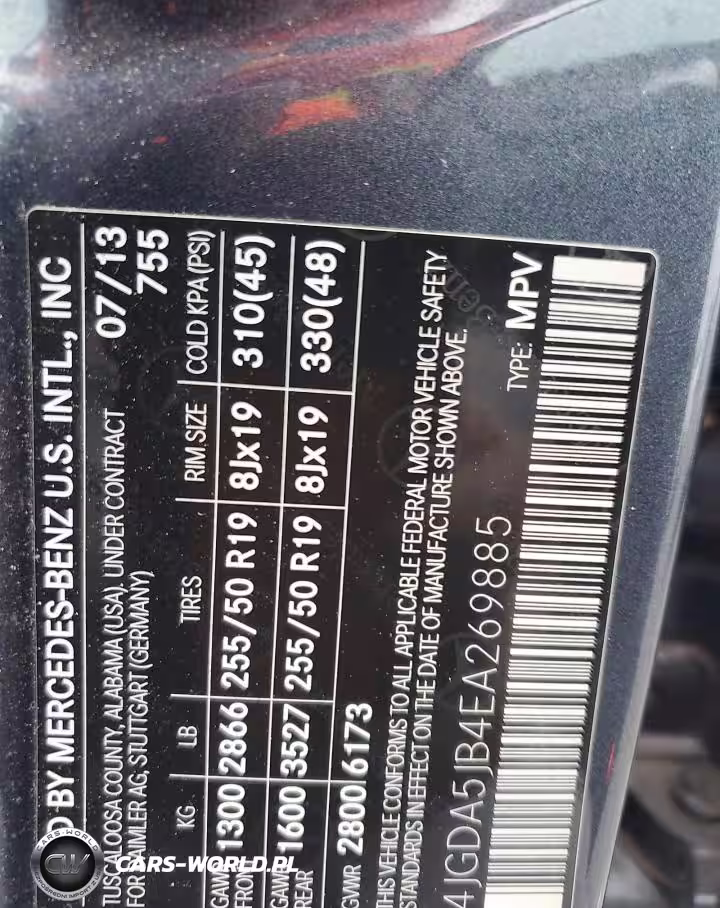 D BY MERCEDES-BENZ U.S. INTL., INC
TUSCALOOSA COUNTY, ALABAMA (USA), UNDER CONTRACT 07/13
FOR DAIMLER AG; STUTTGART (GERMANY) 755
KG LB TIRES RIM SIZE COLD KPA (PSI)
GAW FRONT 1300 2866 255/50 R19 8Jx19 310(45)
GAW REAR 1600 3527 255/50 R19 8Jx19 330(48)
GVWR 2800 6173
THIS VEHICLE CONFORMS TO ALL APPLICABLE FEDERAL MOTOR VEHICLE SAFETY
STANDARDS IN EFFECT ON THE DATE OF MANUFACTURE SHOWN ABOVE.
4JGDA5JB4EA269885 TYPE: MPV
CARS-WORLD.PL